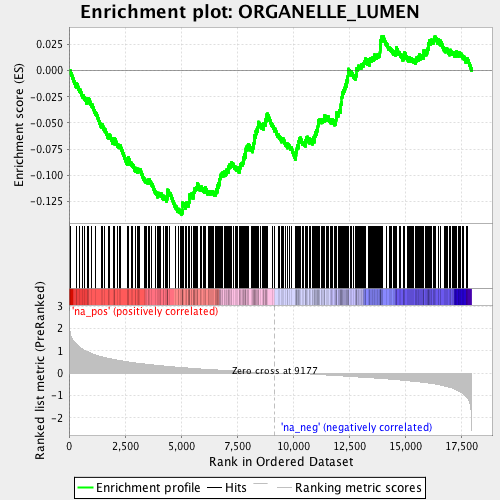 Enrichment plot: ORGANELLE_LUMEN
Enrichment score (ES)
0.025
0.000
-0.025
-0.050
-0.075
-0.100
-0.125
'na_pos' (positively correlated)
Zero cross at 9177
'na_neg' (negatively correlated)
Ranked list metric (PreRanked)
3
2
1
0
-1
-2
0
2,500
5,000
7,500
10,000
12,500
15,000
17,500
Rank in Ordered Dataset
Enrichment profile
Hits
Ranking metric scores